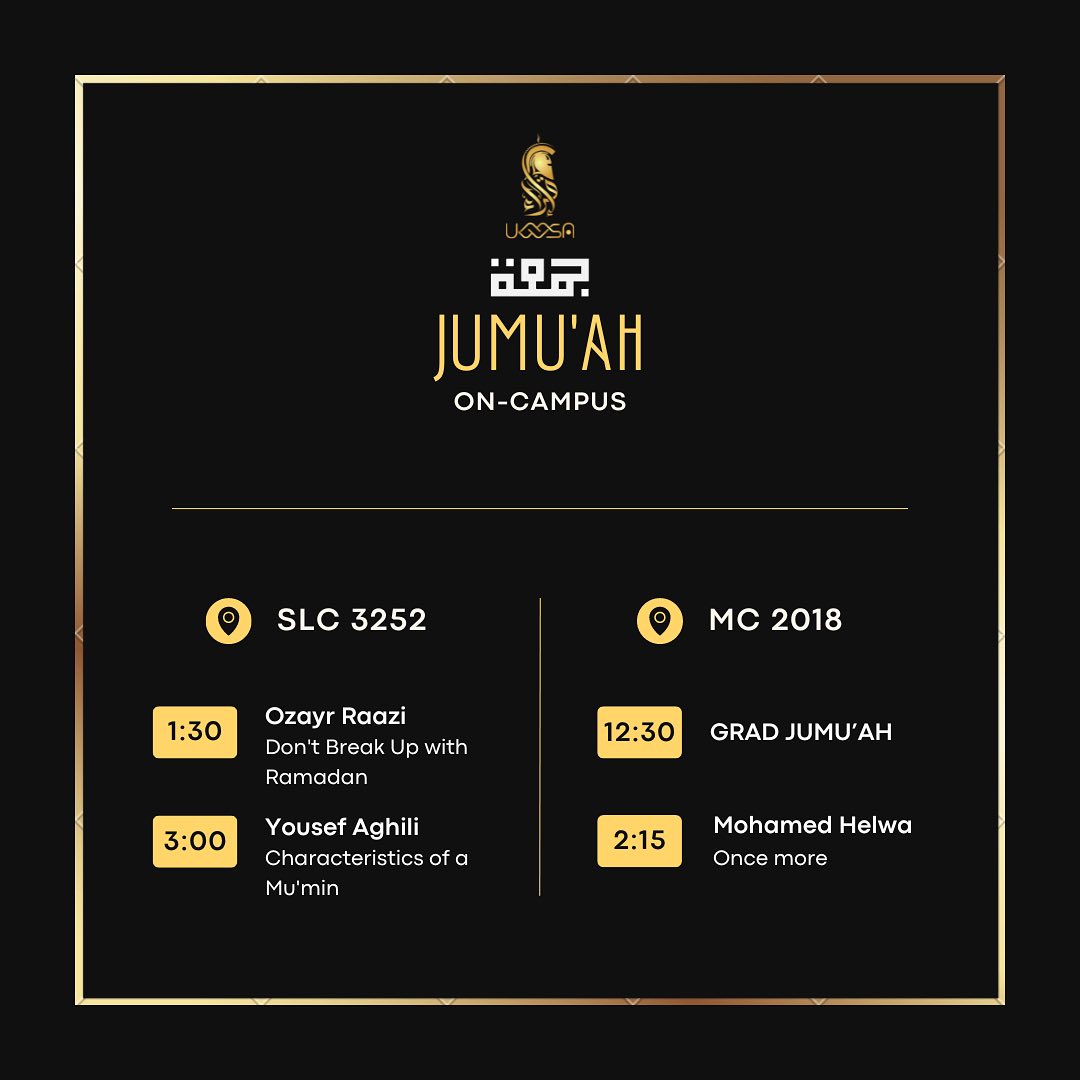 جمعة
JUMU'AH
ON-CAMPUS
SLC 3252
1:30
Ozayr Raazi
Don't Break Up with
Ramadan
3:00
Yousef Aghili
Characteristics of a
Mu'min
MC 2018
12:30
GRAD JUMU’AH
2:15
Mohamed Helwa
Once more